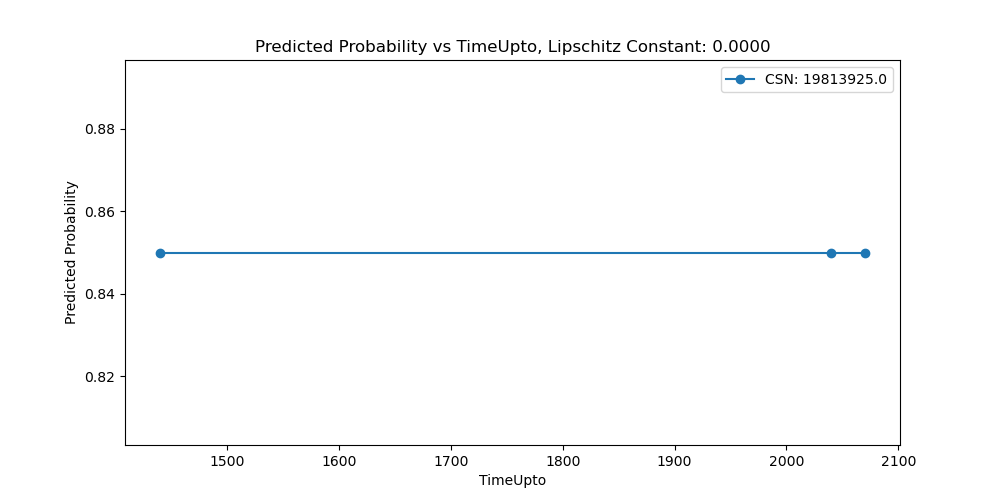 Predicted Probability vs TimeUpto, Lipschitz Constant: 0.0000
CSN: 19813925.0
Predicted Probability
0.88
0.86
0.84
0.82
1500 1600 1700 1800 1900 2000 2100
TimeUpto